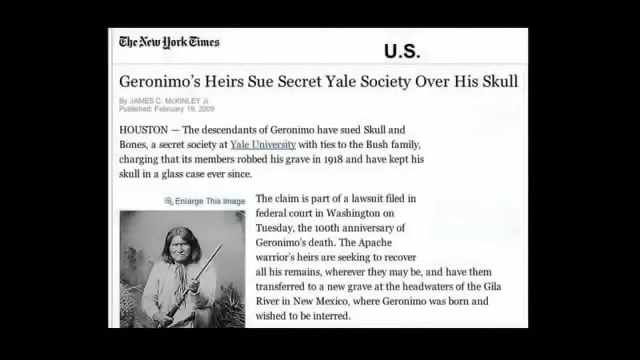 The New York Times
U.S.
Geronimo's Heirs Sue Secret Yale Society Over His Skull
By JAMES C. McKINLEY Jr.
Published: February 19, 2009
HOUSTON — The descendants of Geronimo have sued Skull and
Bones, a secret society at Yale University with ties to the Bush family,
charging that its members robbed his grave in 1918 and have kept his
skull in a glass case ever since.
Enlarge This Image
The claim is part of a lawsuit filed in
federal court in Washington on
Tuesday, the 100th anniversary of
Geronimo's death. The Apache
warrior's heirs are seeking to recover
all his remains, wherever they may be, and have them
transferred to a new grave at the headwaters of the Gila
River in New Mexico, where Geronimo was born and
wished to be interred.